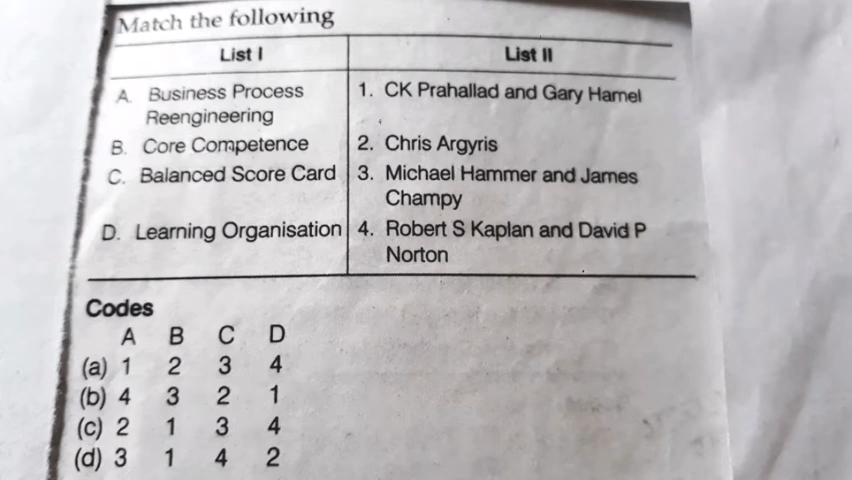 Match the following
List I List II
A. Business Process 1. CK Prahallad and Gary Hamel
Reengineering
B. Core Competence 2. Chris Argyris
C. Balanced Score Card 3. Michael Hammer and James
Champy
D. Learning Organisation 4. Robert S Kaplan and David P
Norton
Codes
A B C D
(a) 1 2 3 4
(b) 4 3 2 1
(c) 2 1 3 4
(d) 3 1 4 2